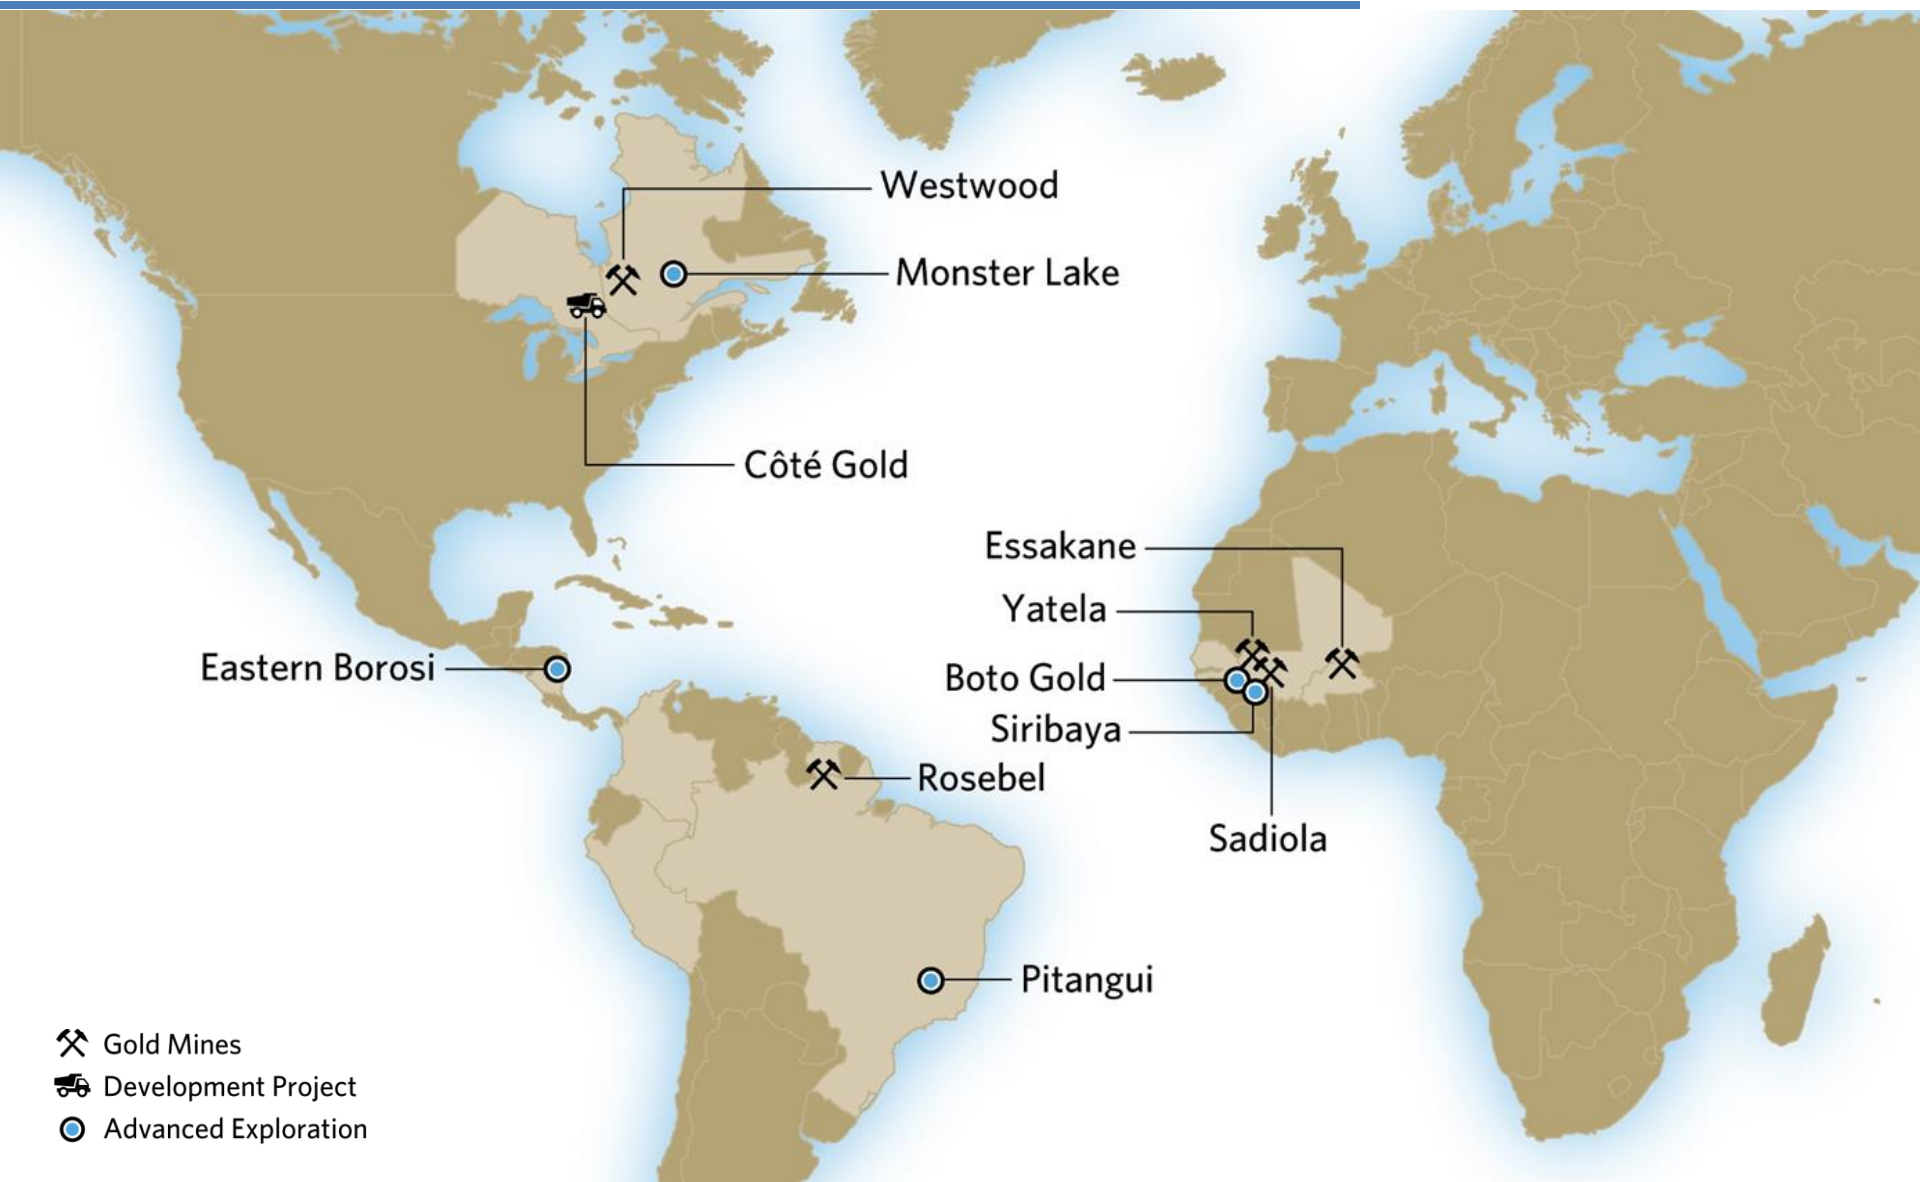 Westwood
Monster Lake
Côté Gold
Essakane
Yatela
Eastern Borosi
Boto Gold
Siribaya
Rosebel
Sadiola
Pitangui
Gold Mines
Development Project
Advanced Exploration